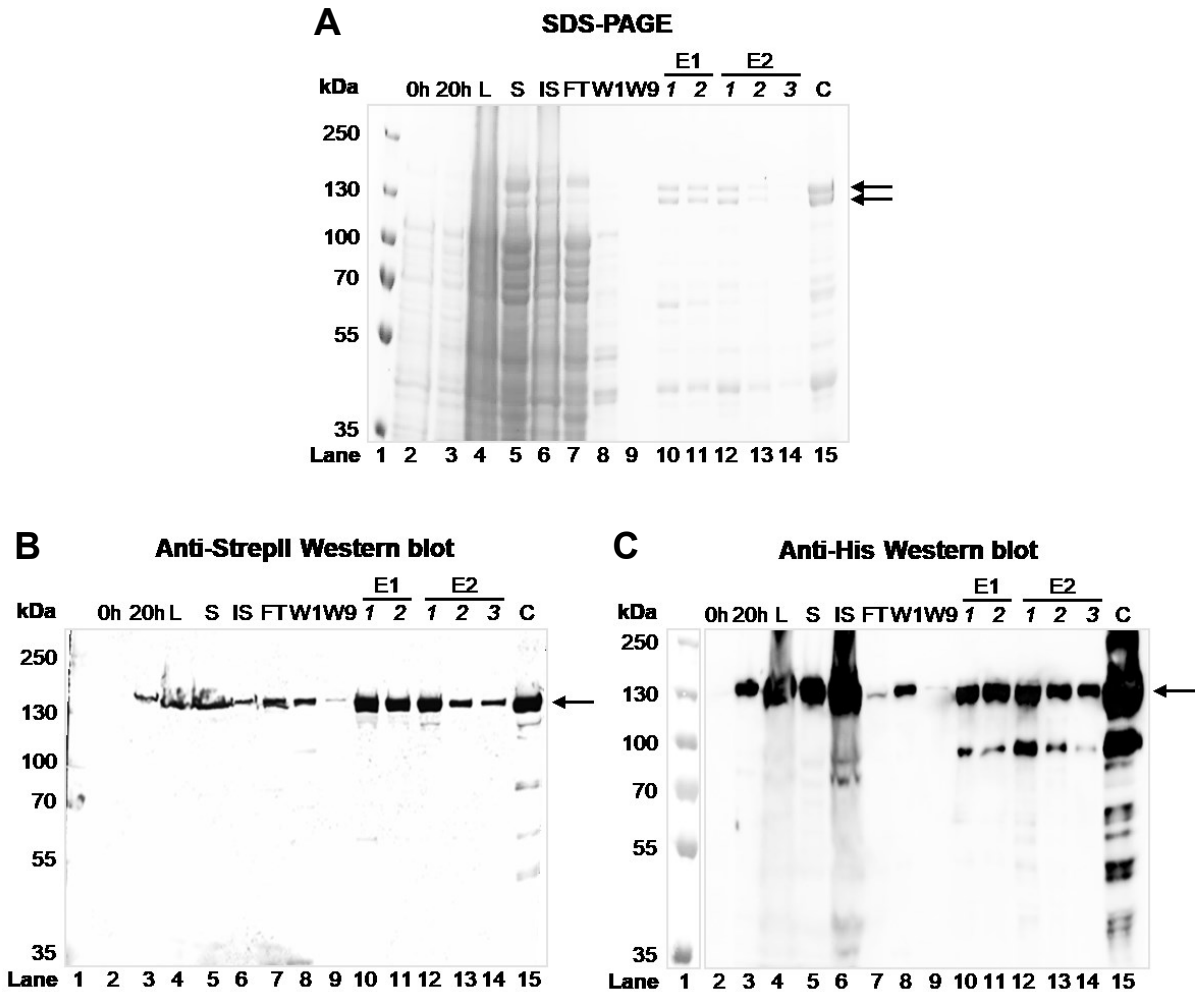 A
SDS-PAGE
E1 E2
kDa 0h 20h L S IS FT W1 W9 1 2 1 2 3 C
250
130
100
70
55
35
Lane 1 2 3 4 5 6 7 8 9 10 11 12 13 14 15
B
Anti-StrepII Western blot
E1 E2
kDa 0h 20h L S IS FT W1 W9 1 2 1 2 3 C
250
130
100
70
55
35
Lane 1 2 3 4 5 6 7 8 9 10 11 12 13 14 15
C
Anti-His Western blot
E1 E2
kDa 0h 20h L S IS FT W1 W9 1 2 1 2 3 C
250
130
100
70
55
35
Lane 1 2 3 4 5 6 7 8 9 10 11 12 13 14 15